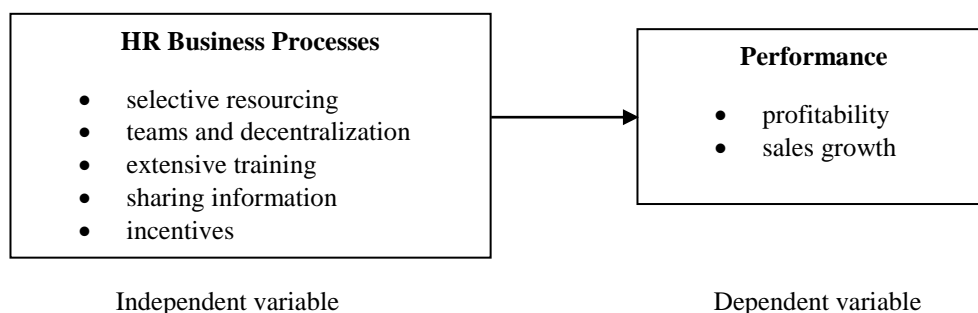 HR Business Processes
• selective resourcing
• teams and decentralization
• extensive training
• sharing information
• incentives
Performance
• profitability
• sales growth
Independent variable
Dependent variable